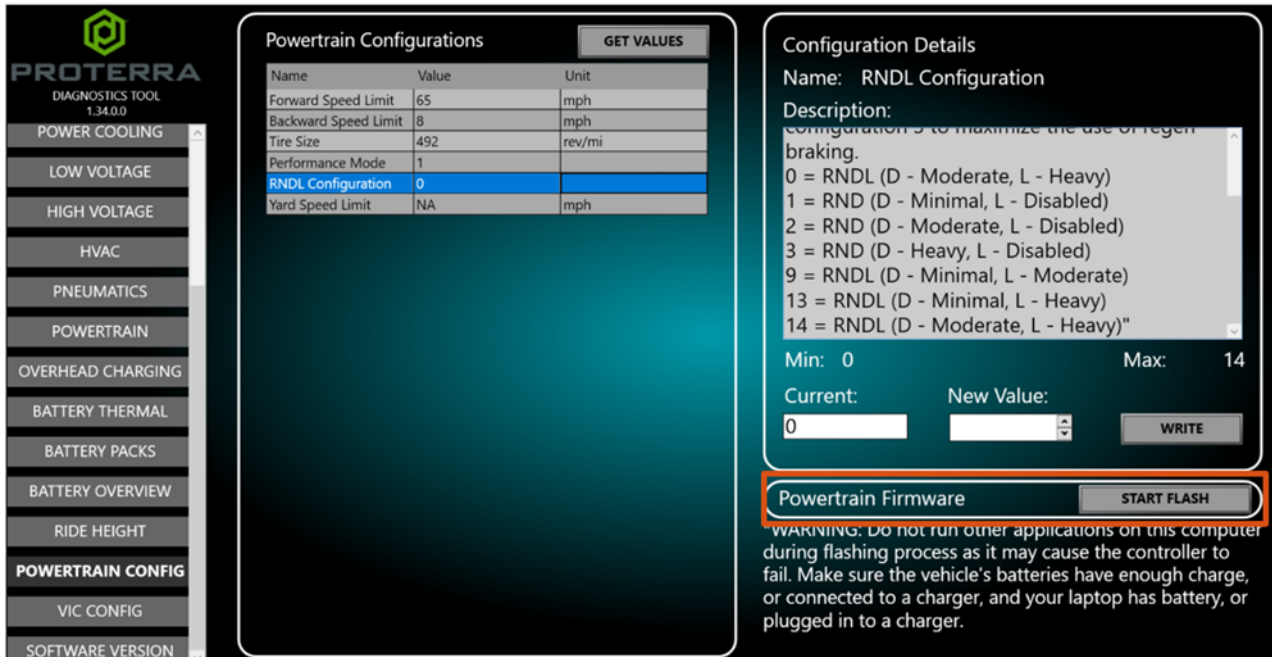 PROTERRA
DIAGNOSTICS TOOL
1.34.0.0
POWER COOLING
LOW VOLTAGE
HIGH VOLTAGE
HVAC
PNEUMATICS
POWERTRAIN
OVERHEAD CHARGING
BATTERY THERMAL
BATTERY PACKS
BATTERY OVERVIEW
RIDE HEIGHT
POWERTRAIN CONFIG
VIC CONFIG
SOFTWARE VERSION
Powertrain Configurations GET VALUES
Name Value Unit
Forward Speed Limit 65 mph
Backward Speed Limit 8 mph
Tire Size 492 rev/mi
Performance Mode 1
RNDL Configuration 0
Yard Speed Limit NA mph
Configuration Details
Name: RNDL Configuration
Description:
configuration 3 to maximize the use of regen
braking.
0 = RNDL (D - Moderate, L - Heavy)
1 = RND (D - Minimal, L - Disabled)
2 = RND (D - Moderate, L - Disabled)
3 = RND (D - Heavy, L - Disabled)
9 = RNDL (D - Minimal, L - Moderate)
13 = RNDL (D - Minimal, L - Heavy)
14 = RNDL (D - Moderate, L - Heavy)"
Min: 0 Max: 14
Current: New Value:
0 WRITE
Powertrain Firmware START FLASH
"WARNING: Do not run other applications on this computer
during flashing process as it may cause the controller to
fail. Make sure the vehicle's batteries have enough charge,
or connected to a charger, and your laptop has battery, or
plugged in to a charger.